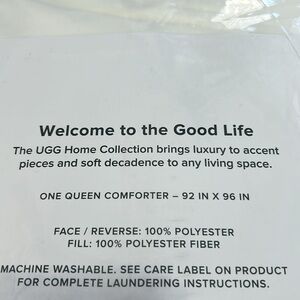 Welcome to the Good Life
The UGG Home Collection brings luxury to accent
pieces and soft decadence to any living space.
ONE QUEEN COMFORTER – 92 IN X 96 IN
FACE / REVERSE: 100% POLYESTER
FILL: 100% POLYESTER FIBER
MACHINE WASHABLE. SEE CARE LABEL ON PRODUCT
FOR COMPLETE LAUNDERING INSTRUCTIONS.